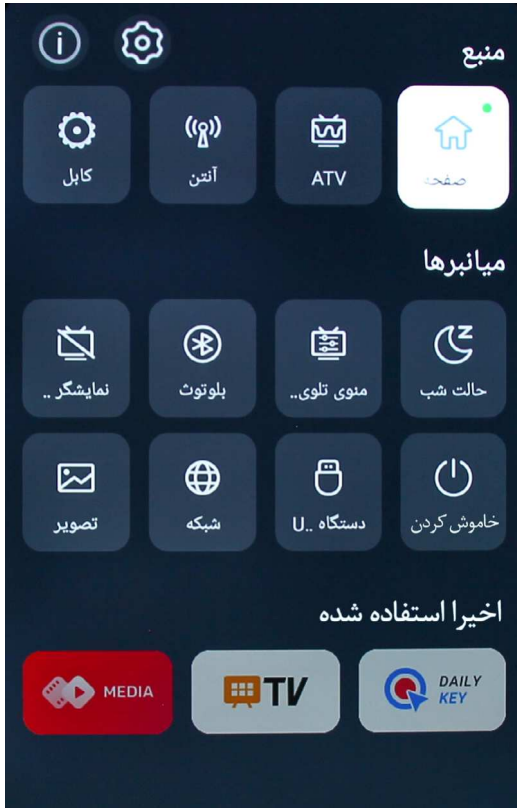 منبع
صفحه
ATV
آنتن
کابل
میانبرها
حالت شب
منوی تلوی..
بلوتوث
نمایشگر ..
خاموش کردن
دستگاه U..
شبکه
تصویر
اخیرا استفاده شده
DAILY
KEY
TV
MEDIA